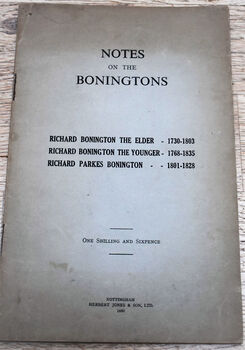 NOTES
ON THE
BONINGTONS
RICHARD BONINGTON THE ELDER - 1730-1803
RICHARD BONINGTON THE YOUNGER - 1768-1835
RICHARD PARKES BONINGTON - - 1801-1828
ONE SHILLING AND SIXPENCE
NOTTINGHAM
HERBERT JONES & SON, LTD.